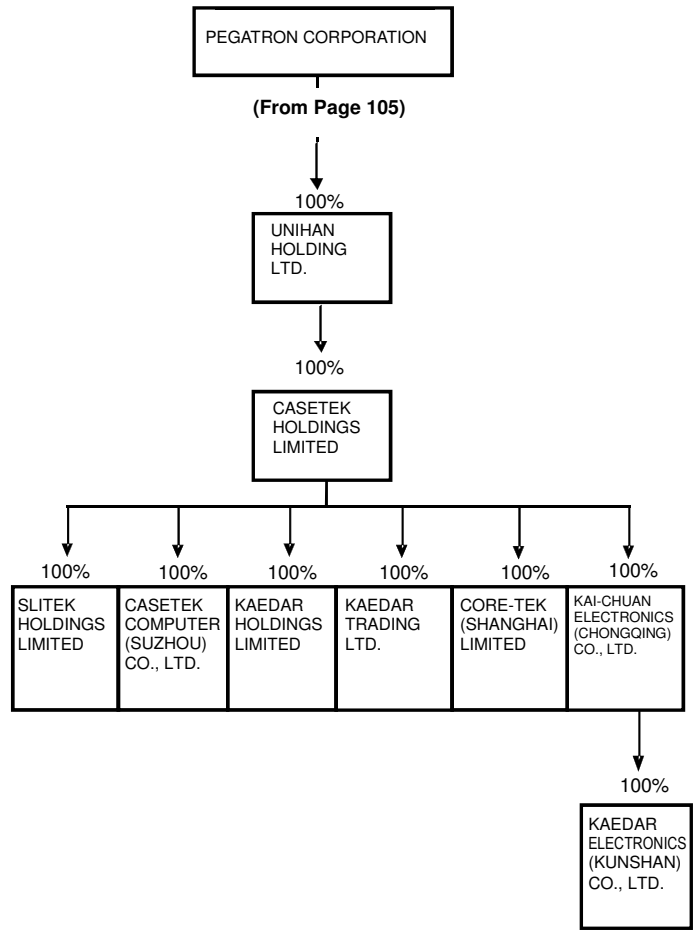 PEGATRON CORPORATION
(From Page 105)
100%
UNIHAN
HOLDING
LTD.
100%
CASETEK
HOLDINGS
LIMITED
100%
100%
100%
100%
100%
100%
SLITEK
HOLDINGS
LIMITED
CASETEK
COMPUTER
(SUZHOU)
CO., LTD.
KAEDAR
HOLDINGS
LIMITED
KAEDAR
TRADING
LTD.
CORE-TEK
(SHANGHAI)
LIMITED
KAI-CHUAN
ELECTRONICS
(CHONGQING)
CO., LTD.
100%
KAEDAR
ELECTRONICS
(KUNSHAN)
CO., LTD.